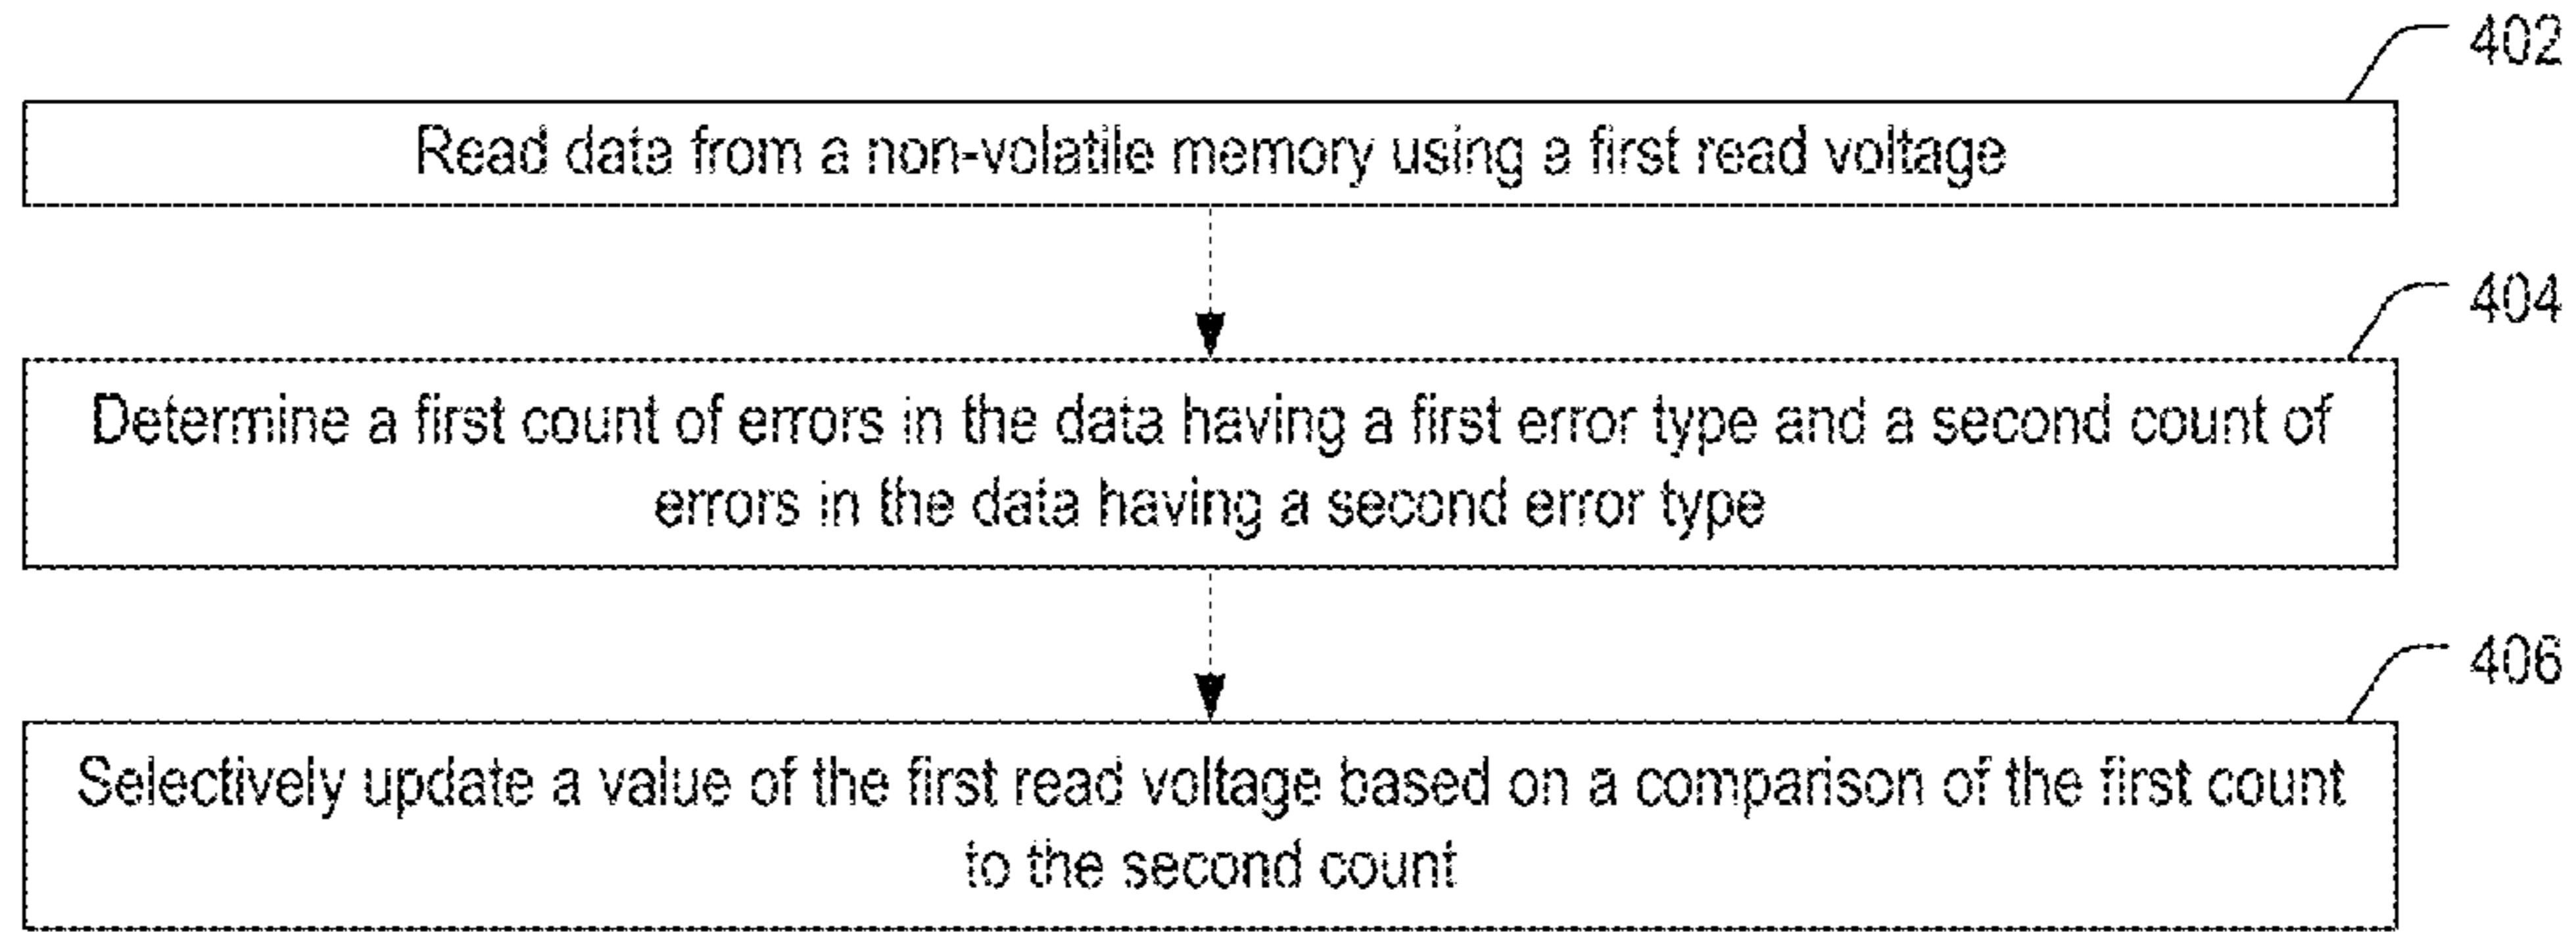 402
Read data from a non-volatile memory using a first read voltage
404
Determine a first count of errors in the data having a first error type and a second count of
errors in the data having a second error type
406
Selectively update a value of the first read voltage based on a comparison of the first count
to the second count